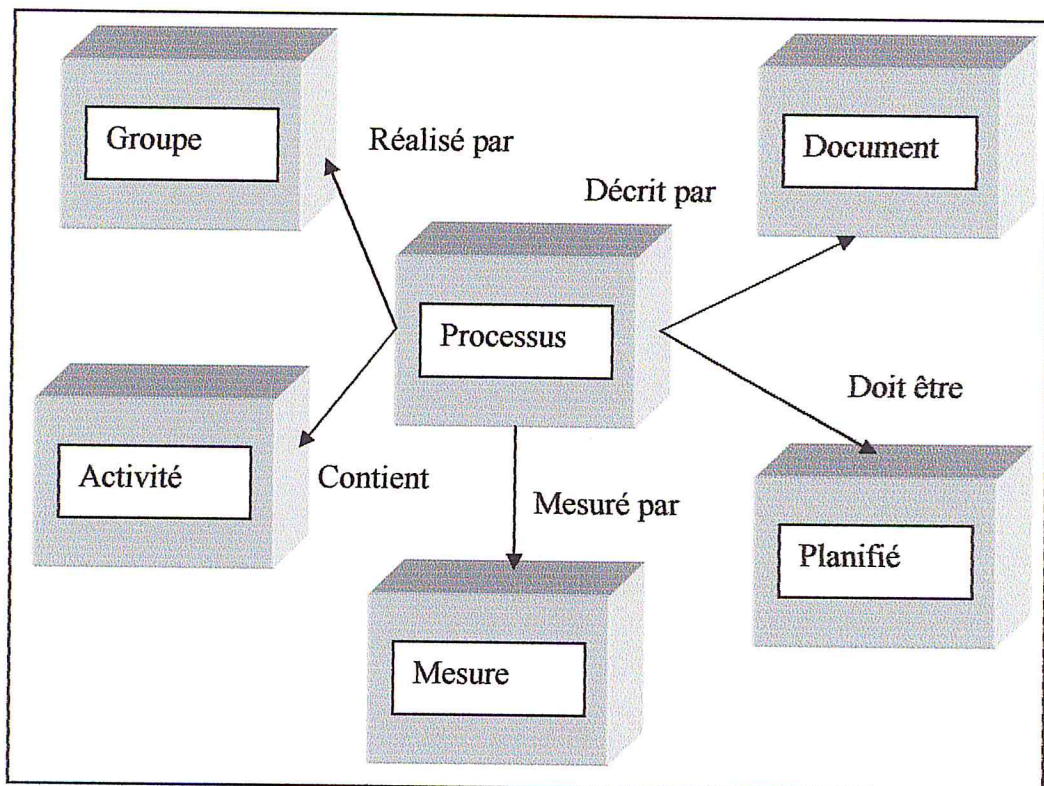 Groupe
Réalisé par
Document
Décrit par
Processus
Doit être
Activité
Contient
Mesuré par
Planifié
Mesure